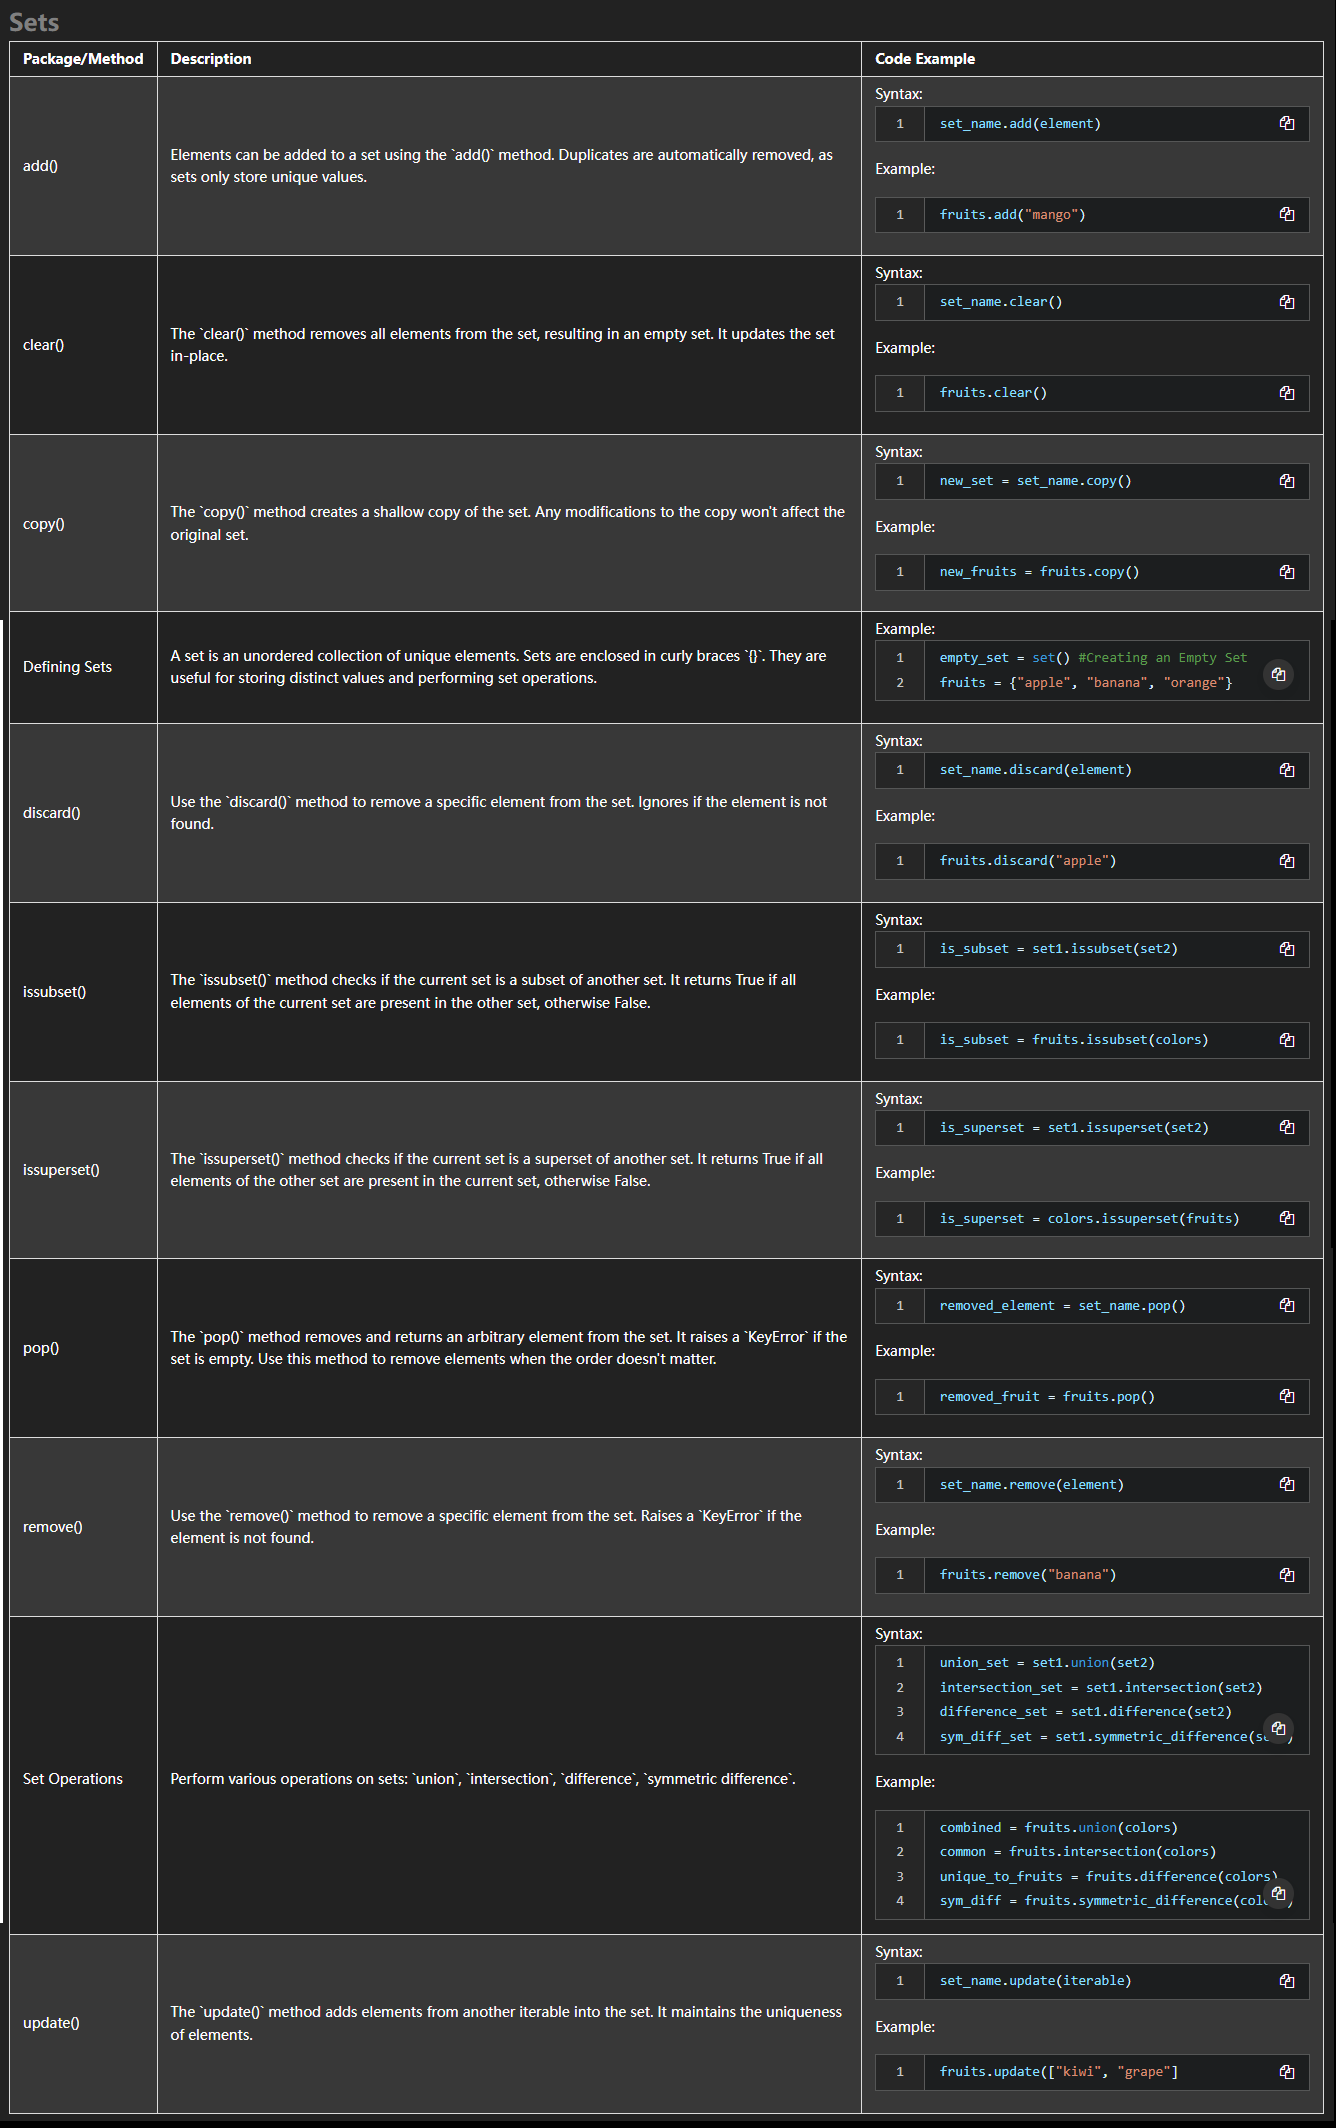 Sets
Package/Method
Description
Code Example
add()
Elements can be added to a set using the `add()` method. Duplicates are automatically removed, as
sets only store unique values.
Syntax:
1 set_name.add(element)
Example:
1 fruits.add("mango")
clear()
The `clear()` method removes all elements from the set, resulting in an empty set. It updates the set
in-place.
Syntax:
1 set_name.clear()
Example:
1 fruits.clear()
copy()
The `copy()` method creates a shallow copy of the set. Any modifications to the copy won't affect the
original set.
Syntax:
1 new_set = set_name.copy()
Example:
1 new_fruits = fruits.copy()
Defining Sets
A set is an unordered collection of unique elements. Sets are enclosed in curly braces `{}`. They are
useful for storing distinct values and performing set operations.
Example:
1 empty_set = set() #Creating an Empty Set
2 fruits = {"apple", "banana", "orange"}
discard()
Use the `discard()` method to remove a specific element from the set. Ignores if the element is not
found.
Syntax:
1 set_name.discard(element)
Example:
1 fruits.discard("apple")
issubset()
The `issubset()` method checks if the current set is a subset of another set. It returns True if all
elements of the current set are present in the other set, otherwise False.
Syntax:
1 is_subset = set1.issubset(set2)
Example:
1 is_subset = fruits.issubset(colors)
issuperset()
The `issuperset()` method checks if the current set is a superset of another set. It returns True if all
elements of the other set are present in the current set, otherwise False.
Syntax:
1 is_superset = set1.issuperset(set2)
Example:
1 is_superset = colors.issuperset(fruits)
pop()
The `pop()` method removes and returns an arbitrary element from the set. It raises a `KeyError` if the
set is empty. Use this method to remove elements when the order doesn't matter.
Syntax:
1 removed_element = set_name.pop()
Example:
1 removed_fruit = fruits.pop()
remove()
Use the `remove()` method to remove a specific element from the set. Raises a `KeyError` if the
element is not found.
Syntax:
1 set_name.remove(element)
Example:
1 fruits.remove("banana")
Set Operations
Perform various operations on sets: `union`, `intersection`, `difference`, `symmetric difference`.
Syntax:
1 union_set = set1.union(set2)
2 intersection_set = set1.intersection(set2)
3 difference_set = set1.difference(set2)
4 sym_diff_set = set1.symmetric_difference(
Example:
1 combined = fruits.union(colors)
2 common = fruits.intersection(colors)
3 unique_to_fruits = fruits.difference(colors)
4 sym_diff = fruits.symmetric_difference(
update()
The `update()` method adds elements from another iterable into the set. It maintains the uniqueness
of elements.
Syntax:
1 set_name.update(iterable)
Example:
1 fruits.update(["kiwi", "grape"]